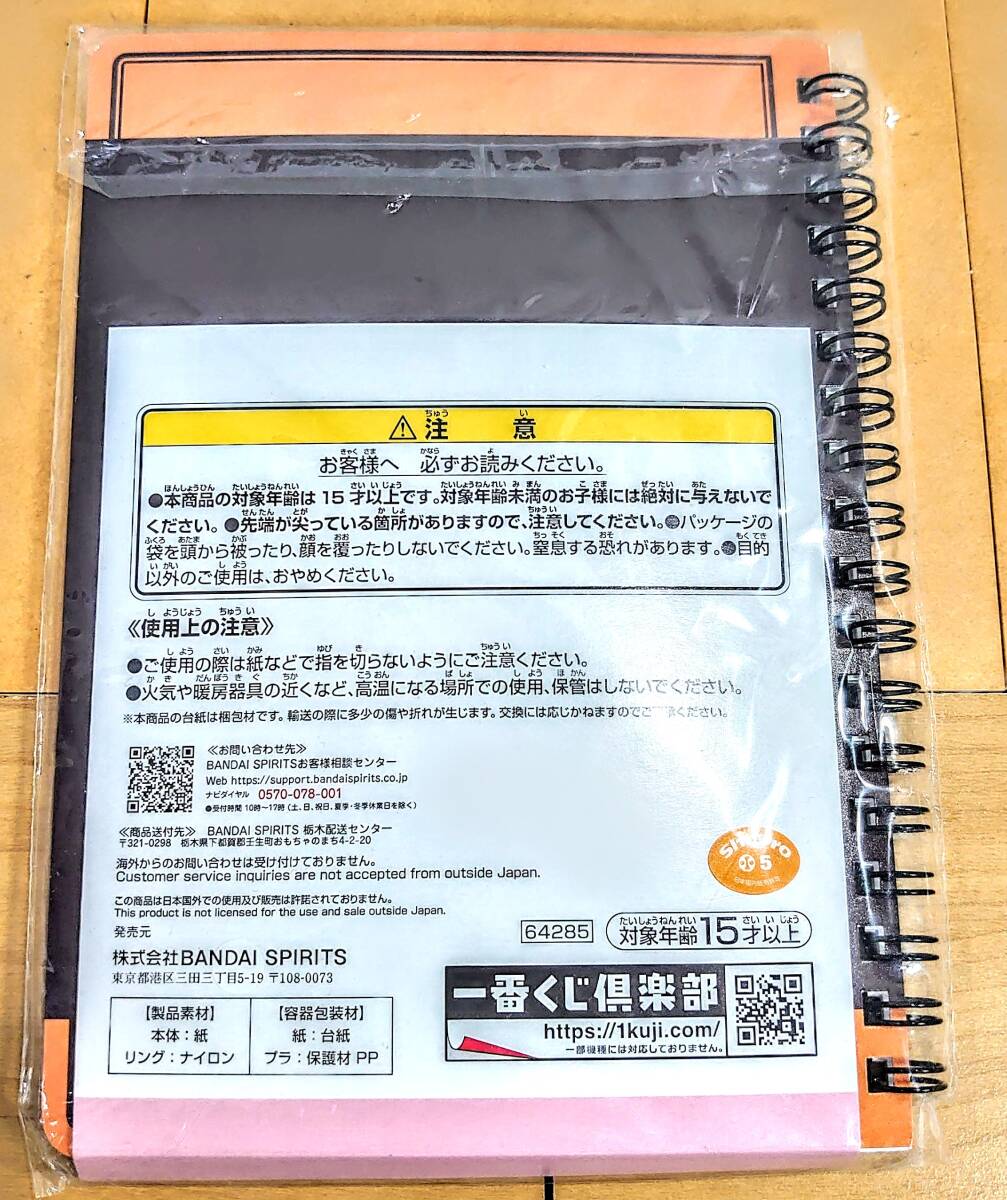 ⚠注意
お客様へ 必ずお読みください。
●本商品の対象年齢は15才以上です。対象年齢未満のお子様には絶対に与えないで
ください。●先端が尖っている箇所がありますので、注意してください。●パッケージの
袋を頭から被ったり、顔を覆ったりしないでください。窒息する恐れがあります。●目的
以外のご使用は、おやめください。
《使用上の注意》
●ご使用の際は紙などで指を切らないようにご注意ください。
●火気や暖房器具の近くなど、高温になる場所での使用、保管はしないでください。
※本商品の台紙は梱包材です。輸送の際に多少の傷や折れが生じます。交換には応じかねますのでご ください。
≪お問い合わせ先≫
BANDAI SPIRITSお客様相談センター
Web https://support.bandaispirits.co.jp
ナビダイヤル 0570-078-001
●受付時間 10時〜17時(土、日、祝日、夏季・冬季休業日を除く)
≪商品送付先≫ BANDAI SPIRITS 栃木配送センター
〒321-0298 栃木県下都賀郡壬生町おもちゃのまち4-2-20
海外からのお問い合わせは受け付けておりません。
Customer service inquiries are not accepted from outside Japan.
この商品は日本国外での使用及び販売は許諾されておりません。
This product is not licensed for the use and sale outside Japan.
発売元
株式会社BANDAI SPIRITS
東京都港区三田三丁目5-19 〒108-0073
5
64285
対象年齢15才以上
【製品素材】
本体:紙
リング:ナイロン
【容器包装材】
紙:台紙
プラ:保護材 PP
一番くじ倶楽部
https://1kuji.com/
一部機種には対応しておりません。